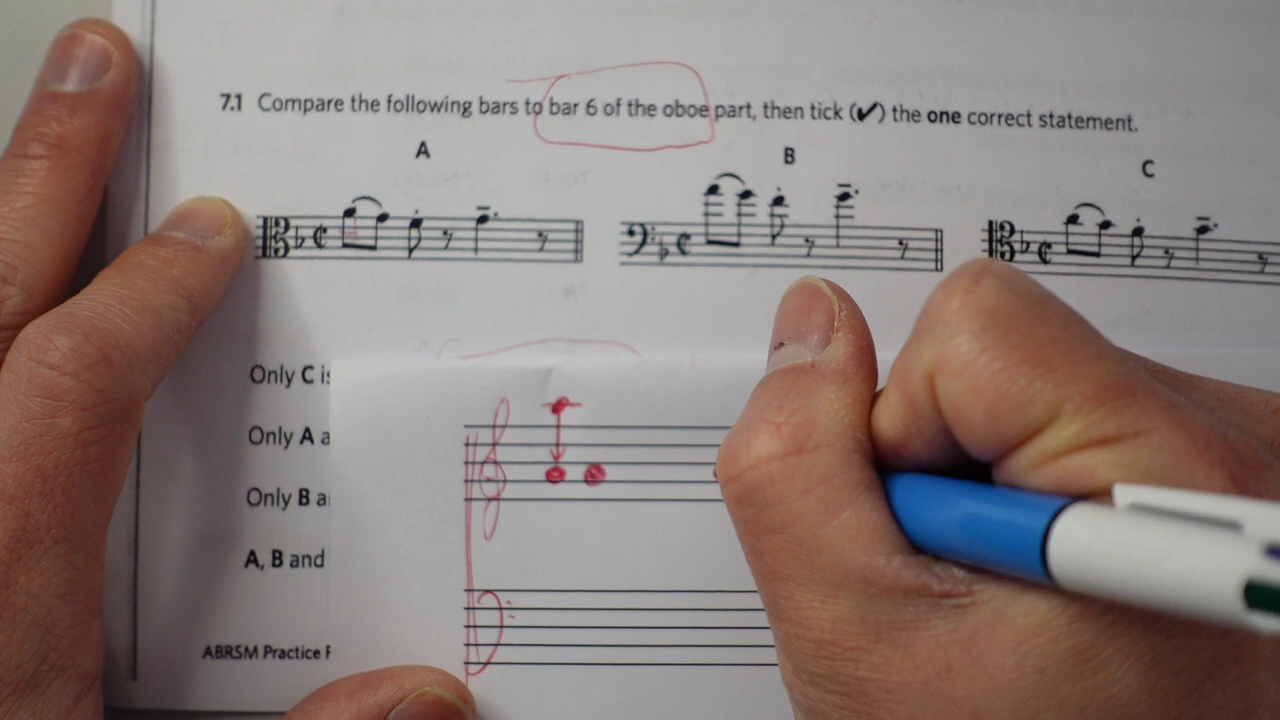 7.1 Compare the following bars to bar 6 of the oboe part, then tick (✔) the one correct statement.
A B C
Only C is
Only A a
Only B a
A, B and
ABRSM Practice